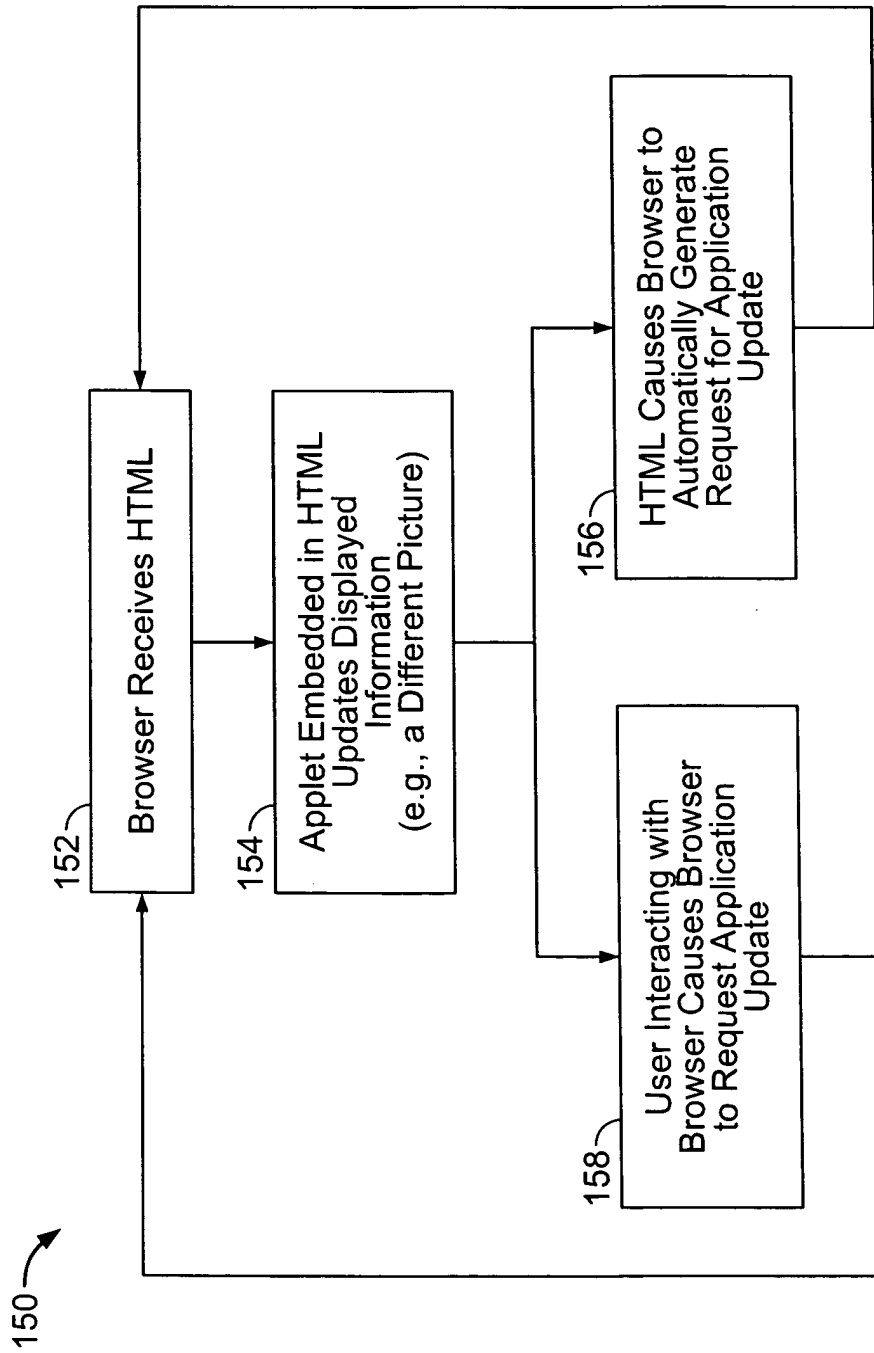 150
152
Browser Receives HTML
154
Applet Embedded in HTML
Updates Displayed
Information
(e.g., a Different Picture)
158
User Interacting with
Browser Causes Browser
to Request Application
Update
156
HTML Causes Browser to
Automatically Generate
Request for Application
Update